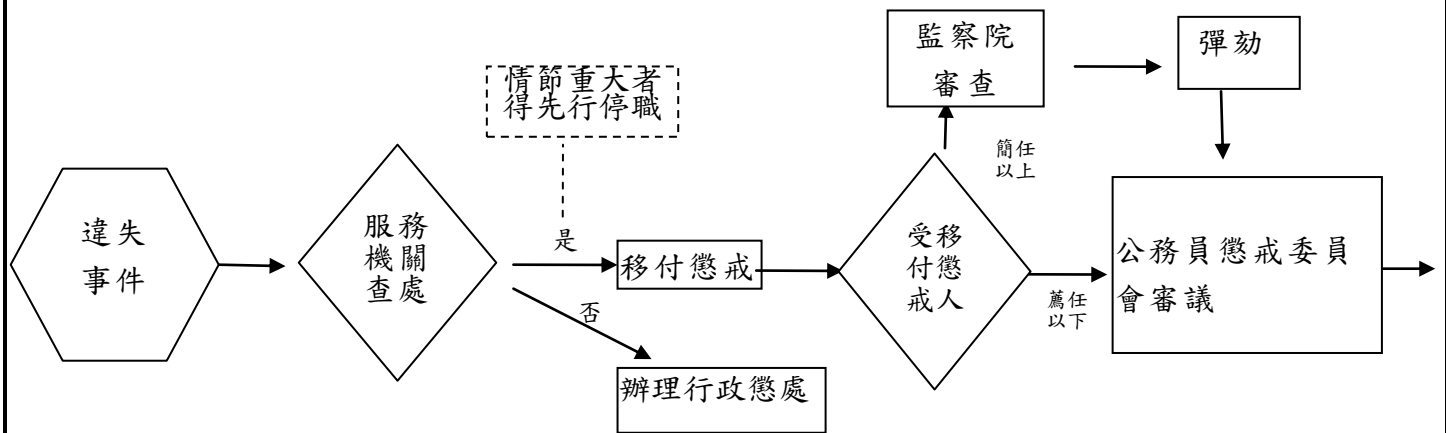 違失
事件
服務
機關
查處
情節重大者
得先行停職
是
否
移付懲戒
辦理行政懲處
受移
付懲
戒人
簡任
以上
薦任
以下
監察院
審查
彈劾
公務員懲戒委員
會審議